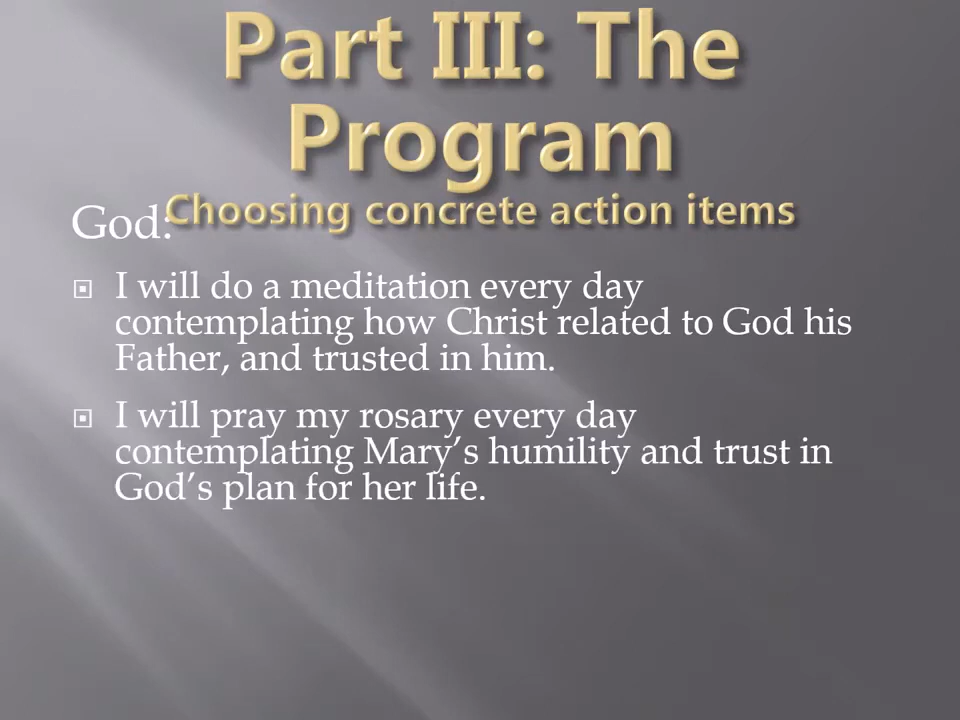 Part III: The
Program
Choosing concrete action items
God:
I will do a meditation every day
contemplating how Christ related to God his
Father, and trusted in him.
I will pray my rosary every day
contemplating Mary’s humility and trust in
God’s plan for her life.